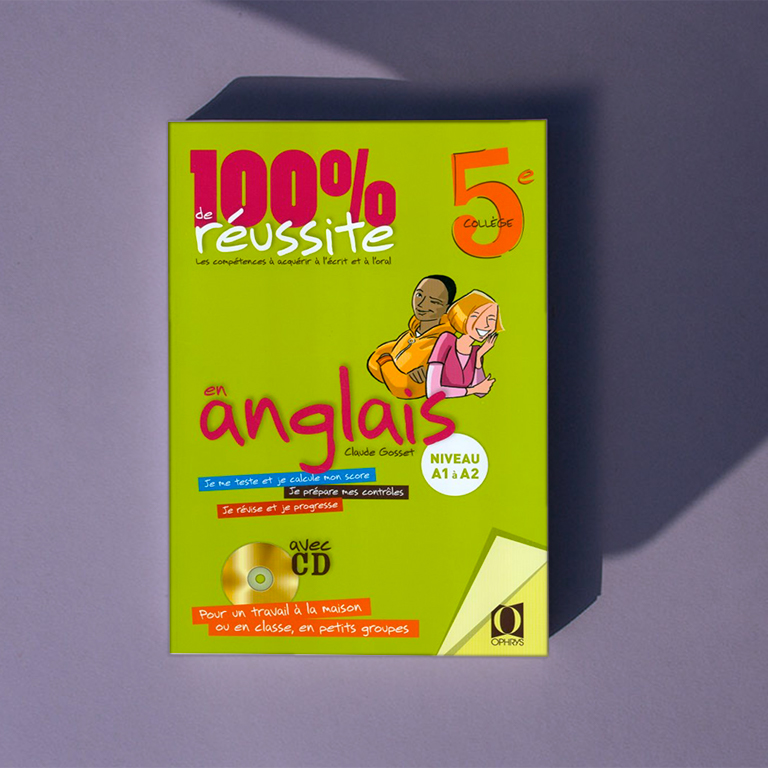 100%
de
réussite
Les compétences à acquérir à l'écrit et à l'oral
5e
COLLÈGE
en
anglais
Claude Gosset
NIVEAU
A1 à A2
Je me teste et je calcule mon score
Je prépare mes contrôles
Je révise et je progresse
avec
CD
Pour un travail à la maison
ou en classe, en petits groupes
OPHRYS